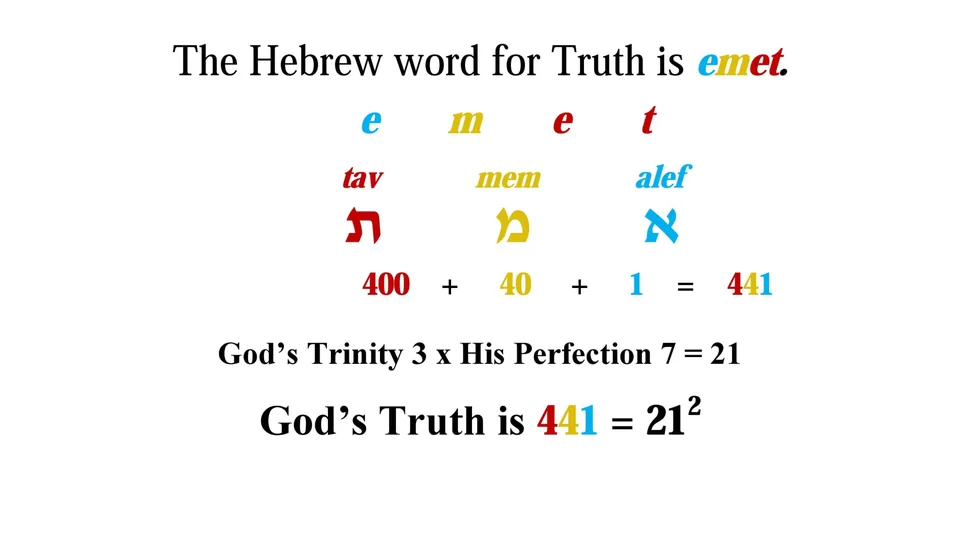 The Hebrew word for Truth is emet.
e m e t
tav mem alef
ת מ א
400 + 40 + 1 = 441
God's Trinity 3 x His Perfection 7 = 21
God's Truth is 441 = 21²